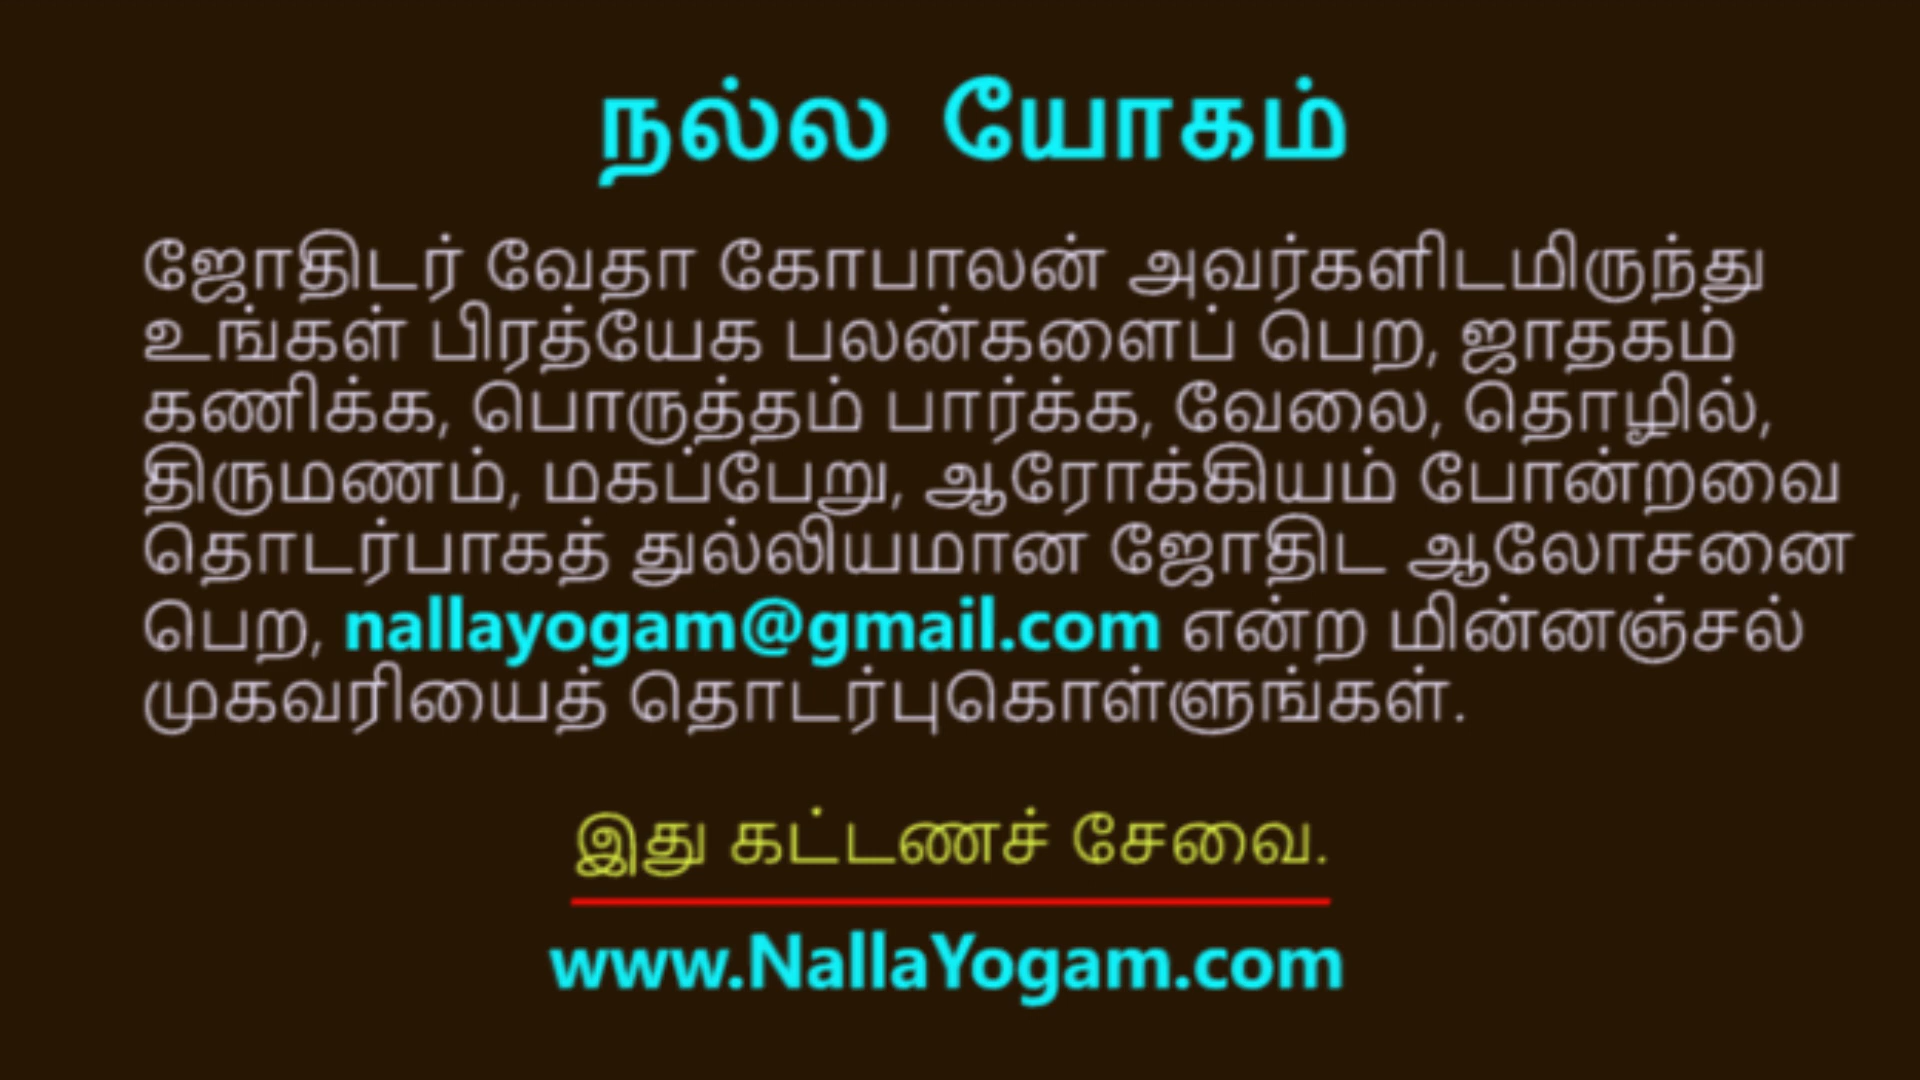 நல்ல யோகம்
ஜோதிடர் வேதா கோபாலன் அவர்களிடமிருந்து
உங்கள் பிரத்யேக பலன்களைப் பெற, ஜாதகம்
கணிக்க, பொருத்தம் பார்க்க, வேலை, தொழில்,
திருமணம், மகப்பேறு, ஆரோக்கியம் போன்றவை
தொடர்பாகத் துல்லியமான ஜோதிட ஆலோசனை
பெற, nallayogam@gmail.com என்ற மின்னஞ்சல்
முகவரியைத் தொடர்புகொள்ளுங்கள்.
இது கட்டணச் சேவை.
www.NallaYogam.com